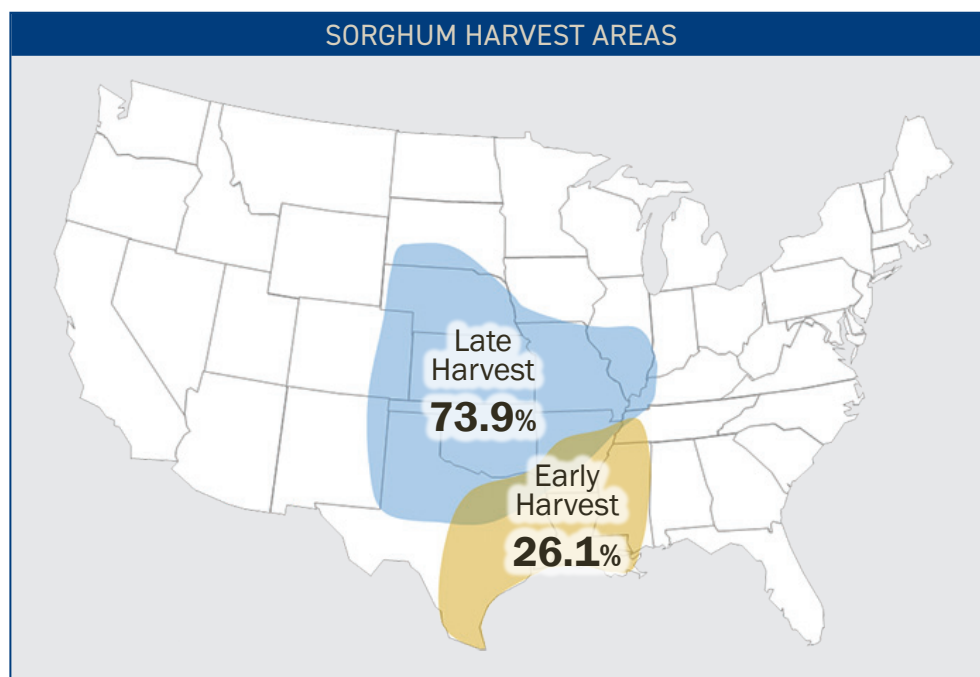 SORGHUM HARVEST AREAS
Late
Harvest
73.9%
Early
Harvest
26.1%